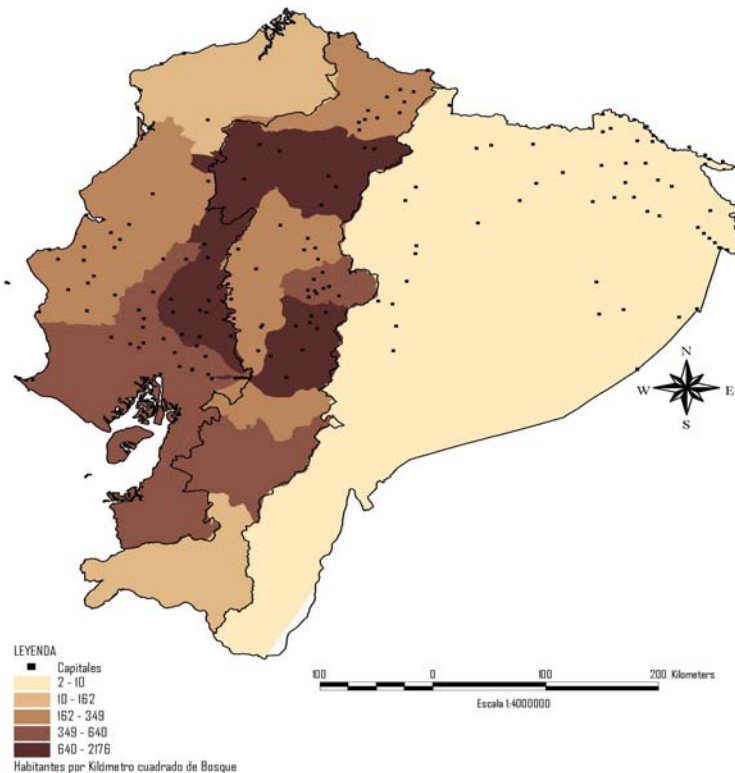 N
W E
S
LEYENDA
Capitales
2 - 10
10 - 162
162 - 349
349 - 640
640 - 2176
Habitantes por Kilómetro cuadrado de Bosque
100 0 100 200 Kilometers
Escala 1:4000000